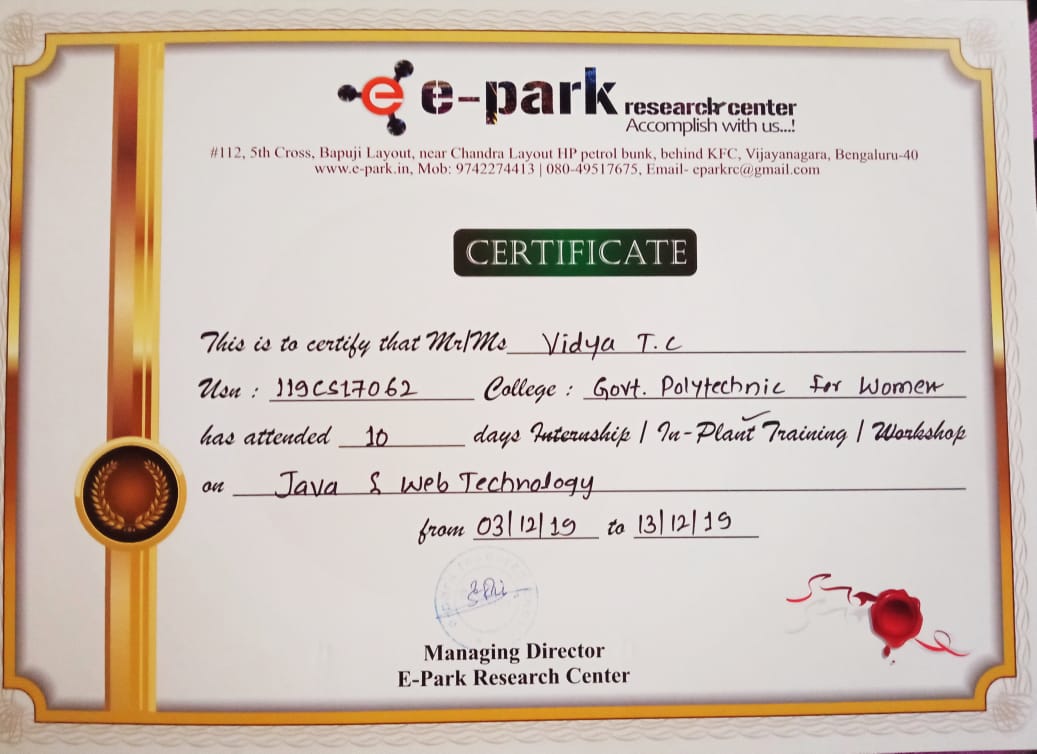 e e-park research center
Accomplish with us...!
#112, 5th Cross, Bapuji Layout, near Chandra Layout HP petrol bunk, behind KFC, Vijayanagara, Bengaluru-40
www.e-park.in, Mob: 9742274413 | 080-49517675, Email- eparkrc@gmail.com
CERTIFICATE
This is to certify that Mr/Ms Vidya T.C
Usn : 119CS17062 College : Govt. Polytechnic for Women
has attended 10 days Internship / In-Plant Training / Workshop
on Java & Web Technology
from 03/12/19 to 13/12/19
Managing Director
E-Park Research Center